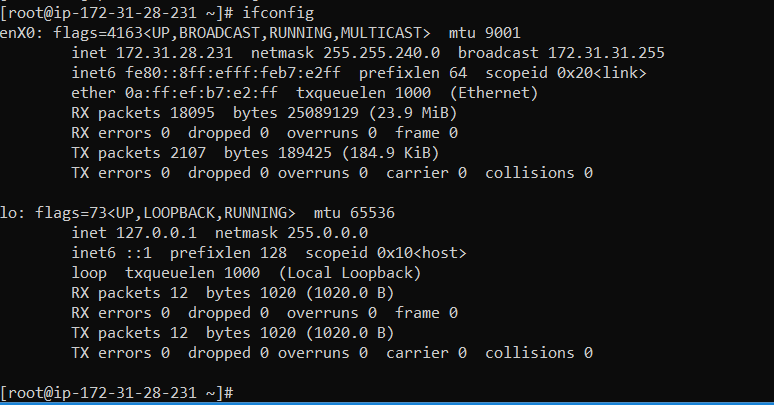 [root@ip-172-31-28-231 ~]# ifconfig
enX0: flags=4163<UP,BROADCAST,RUNNING,MULTICAST>  mtu 9001
        inet 172.31.28.231  netmask 255.255.240.0  broadcast 172.31.31.255
        inet6 fe80::8ff:efff:feb7:e2ff  prefixlen 64  scopeid 0x20<link>
        ether 0a:ff:ef:b7:e2:ff  txqueuelen 1000  (Ethernet)
        RX packets 18095  bytes 25089129 (23.9 MiB)
        RX errors 0  dropped 0  overruns 0  frame 0
        TX packets 2107  bytes 189425 (184.9 KiB)
        TX errors 0  dropped 0 overruns 0  carrier 0  collisions 0

lo: flags=73<UP,LOOPBACK,RUNNING>  mtu 65536
        inet 127.0.0.1  netmask 255.0.0.0
        inet6 ::1  prefixlen 128  scopeid 0x10<host>
        loop  txqueuelen 1000  (Local Loopback)
        RX packets 12  bytes 1020 (1020.0 B)
        RX errors 0  dropped 0  overruns 0  frame 0
        TX packets 12  bytes 1020 (1020.0 B)
        TX errors 0  dropped 0 overruns 0  carrier 0  collisions 0

[root@ip-172-31-28-231 ~]#